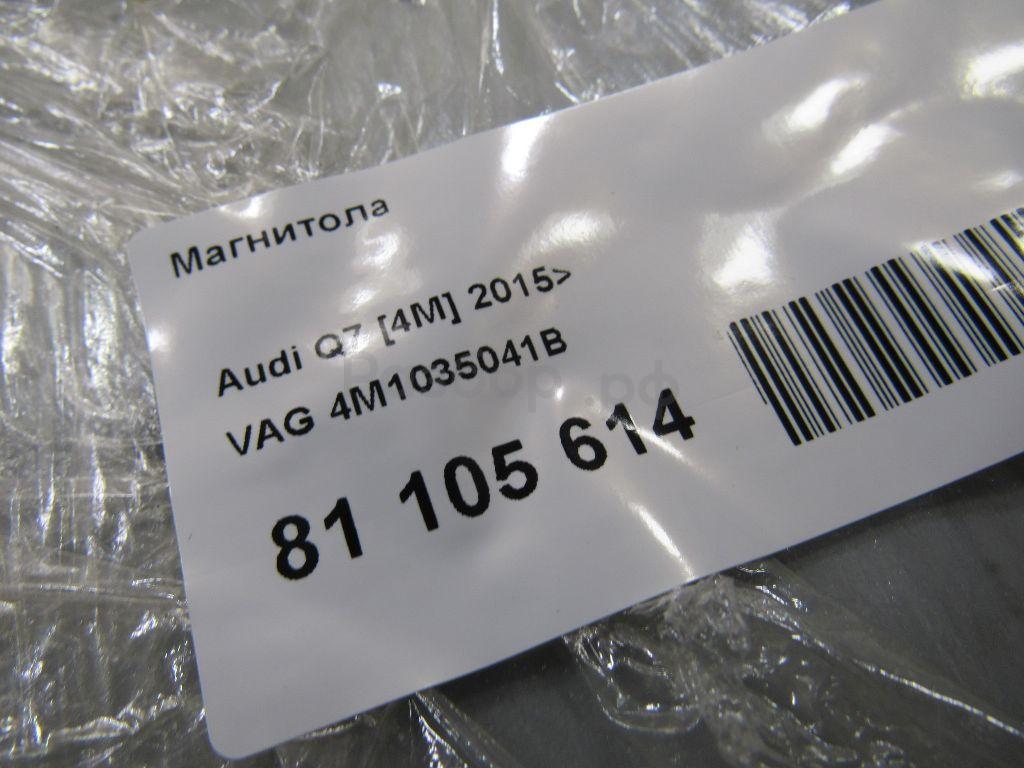 Магнитола
Audi Q7 [4M] 2015>
VAG 4M1035041B
81 105 614